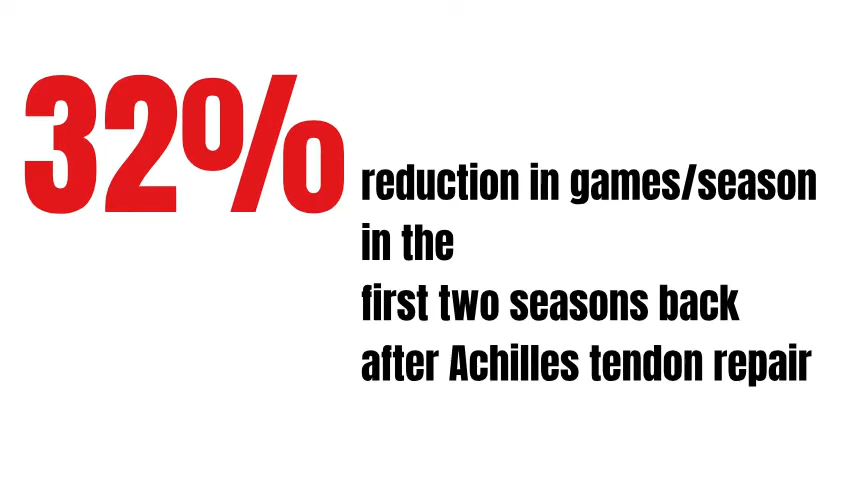 32%
reduction in games/season
in the
first two seasons back
after Achilles tendon repair